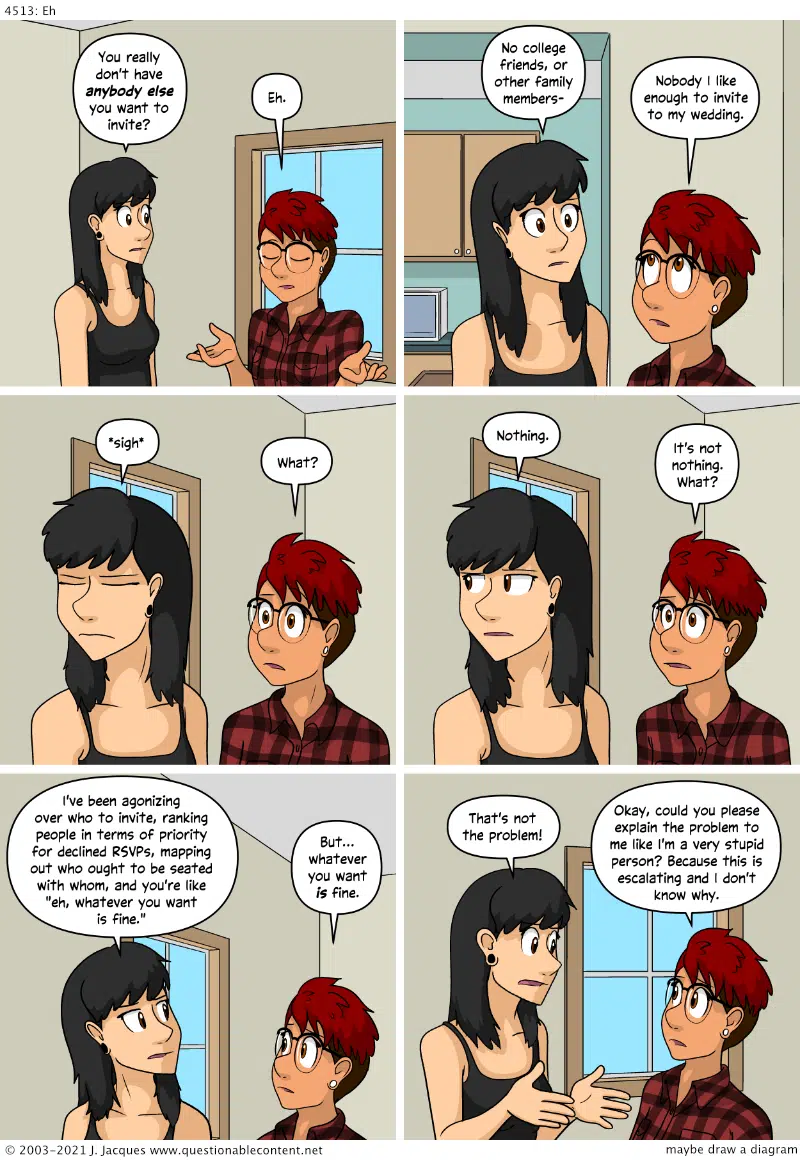 4513: Eh
You really
don't have
anybody else
you want to
invite?
Eh.
No college
friends, or
other family
members-
Nobody I like
enough to invite
to my wedding.
*sigh*
What?
Nothing.
It's not
nothing.
What?
I've been agonizing
over who to invite, ranking
people in terms of priority
for declined RSVPs, mapping
out who ought to be seated
with whom, and you're like
"eh, whatever you want
is fine."
But...
whatever
you want
is fine.
That's not
the problem!
Okay, could you please
explain the problem to
me like I'm a very stupid
person? Because this is
escalating and I don't
know why.
© 2003-2021 J. Jacques www.questionablecontent.net
maybe draw a diagram